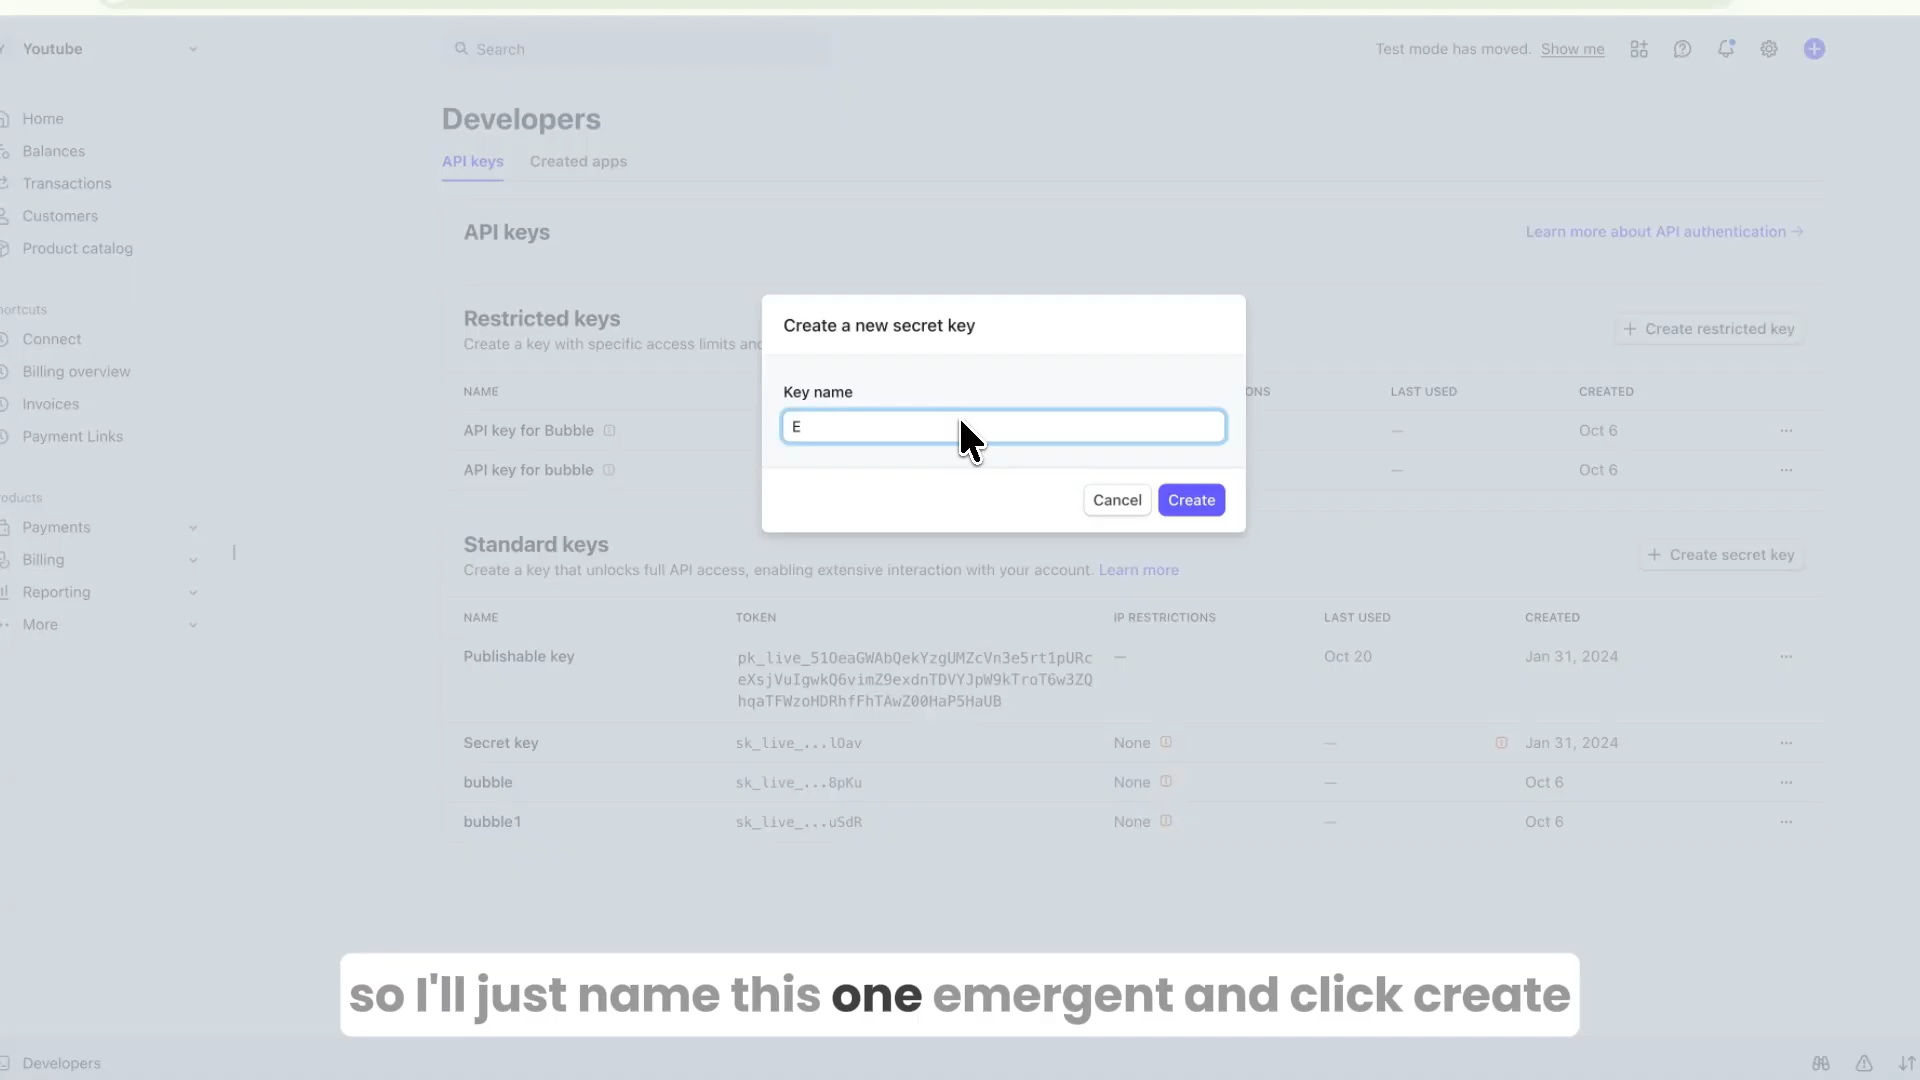 Youtube
Search
Test mode has moved. Show me
Home
Balances
Transactions
Customers
Product catalog
Connect
Billing overview
Invoices
Payment Links
Payments
Billing
Reporting
More
Developers
API keys
Created apps
API keys
Learn more about API authentication →
Restricted keys
Create restricted key
Create a key with specific access limits
NAME
LAST USED
CREATED
API key for Bubble
—
Oct 6
API key for bubble
—
Oct 6
Create a new secret key
Key name
E
Cancel
Create
Standard keys
Create secret key
Create a key that unlocks full API access, enabling extensive interaction with your account. Learn more
NAME
TOKEN
IP RESTRICTIONS
LAST USED
CREATED
Publishable key
pk_live_51OeaGWAbQekYzgUMZcVn3e5rt1pURc
eXsjVuIgwkQ6vimZ9exdnTDVYJpW9kTroT6w3ZQ
hqaTFWzoHDRhfFhTAwZ00HaP5HaUB
—
Oct 20
Jan 31, 2024
Secret key
sk_live_...lOav
None
—
Jan 31, 2024
bubble
sk_live_...8pKu
None
—
Oct 6
bubble1
sk_live_...uSdR
None
—
Oct 6
so I'll just name this one emergent and click create
Developers